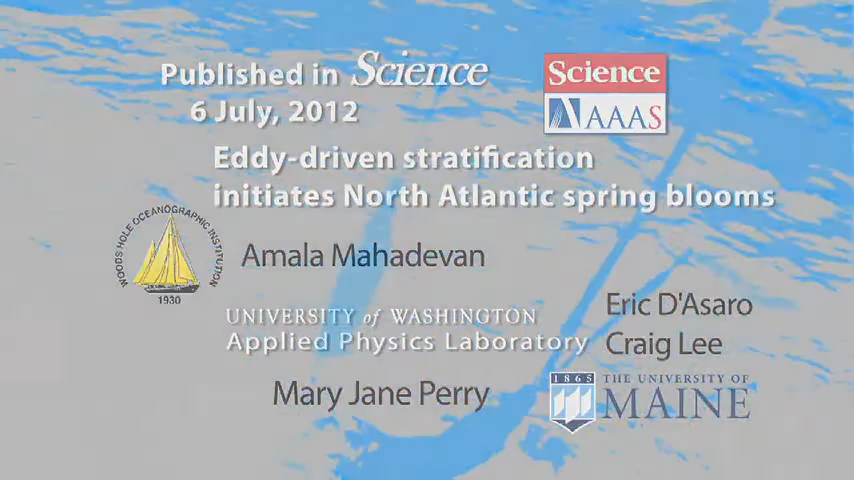 Published in Science
6 July, 2012
Science
AAAS
Eddy-driven stratification
initiates North Atlantic spring blooms
WOODS HOLE OCEANOGRAPHIC INSTITUTION
1930
Amala Mahadevan
UNIVERSITY of WASHINGTON
Applied Physics Laboratory
Eric D'Asaro
Craig Lee
Mary Jane Perry
1865
THE UNIVERSITY OF
MAINE